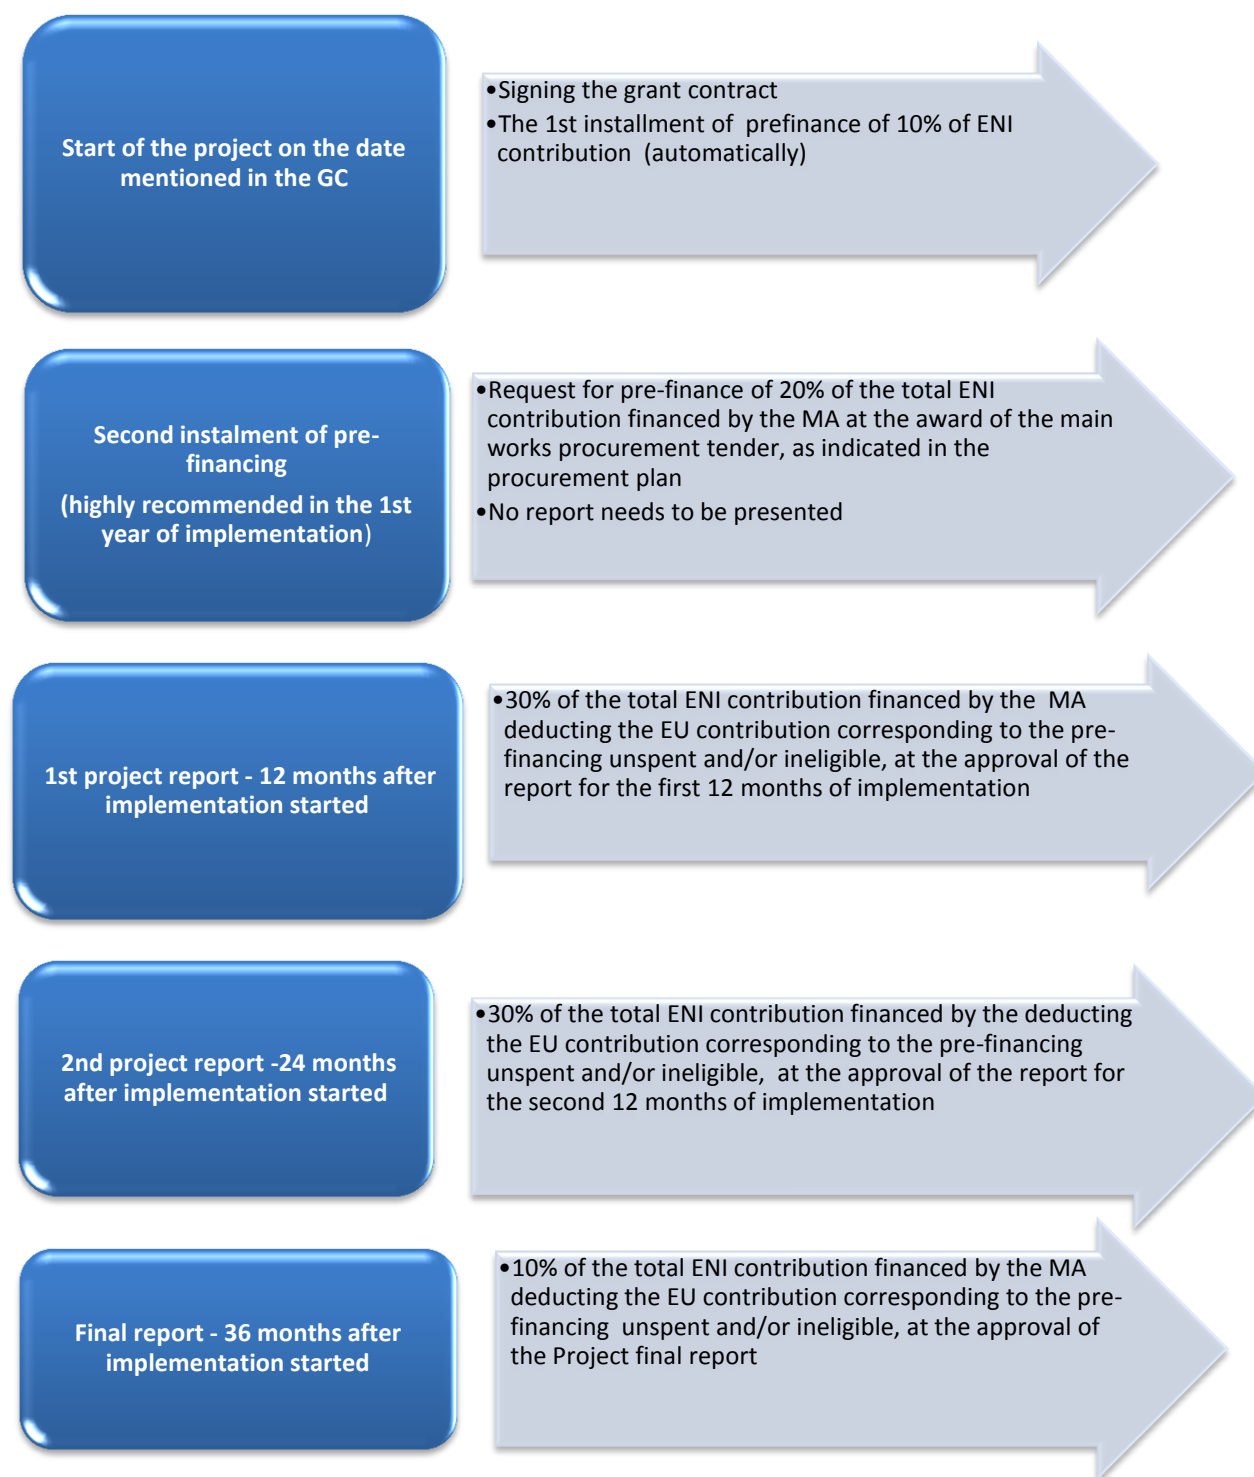 Start of the project on the date
mentioned in the GC
•Signing the grant contract
•The 1st installment of prefinance of 10% of ENI
contribution (automatically)
Second instalment of pre-
financing
(highly recommended in the 1st
year of implementation)
•Request for pre-finance of 20% of the total ENI
contribution financed by the MA at the award of the main
works procurement tender, as indicated in the
procurement plan
•No report needs to be presented
1st project report - 12 months after
implementation started
•30% of the total ENI contribution financed by the MA
deducting the EU contribution corresponding to the pre-
financing unspent and/or ineligible, at the approval of the
report for the first 12 months of implementation
2nd project report -24 months
after implementation started
•30% of the total ENI contribution financed by the deducting
the EU contribution corresponding to the pre-financing
unspent and/or ineligible, at the approval of the report for
the second 12 months of implementation
Final report - 36 months after
implementation started
•10% of the total ENI contribution financed by the MA
deducting the EU contribution corresponding to the pre-
financing unspent and/or ineligible, at the approval of
the Project final report